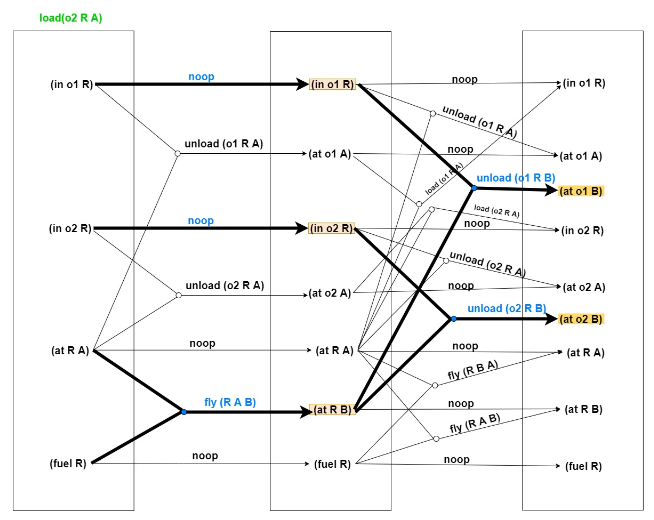 load(o2 R A)
(in o1 R)
noop
(in o1 R)
noop
(in o1 R)
unload (o1 R A)
unload (o1 R A)
(at o1 A)
noop
(at o1 A)
load (o1 R A)
unload (o1 R B)
(at o1 B)
load (o2 R A)
(in o2 R)
noop
(in o2 R)
noop
(in o2 R)
unload (o2 R A)
unload (o2 R A)
(at o2 A)
noop
(at o2 A)
unload (o2 R B)
(at o2 B)
(at R A)
noop
(at R A)
noop
(at R A)
fly (R B A)
fly (R A B)
(at R B)
noop
(at R B)
fly (R A B)
(fuel R)
noop
(fuel R)
noop
(fuel R)